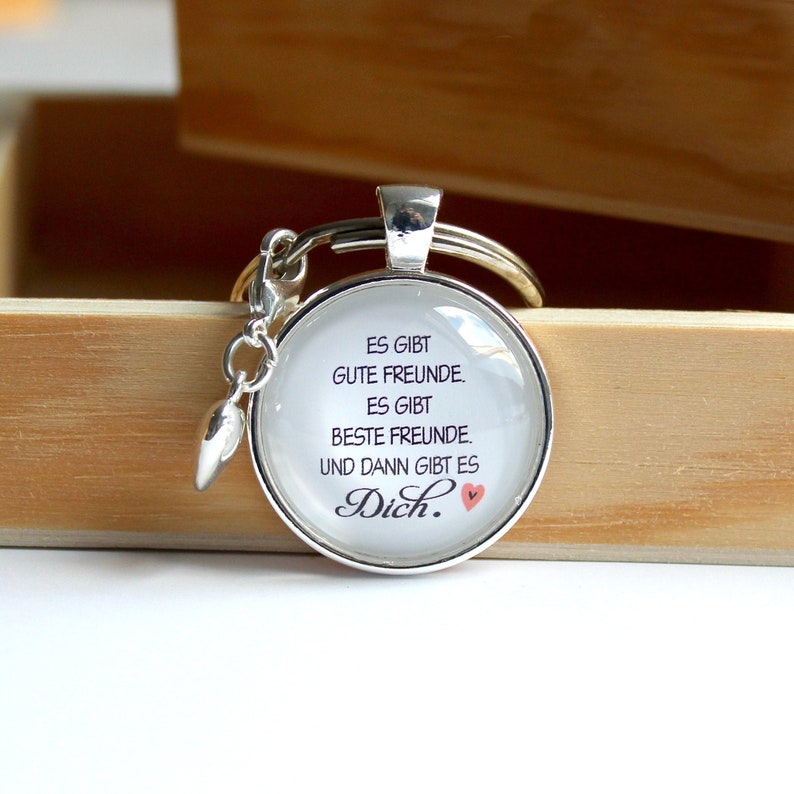 ES GIBT
GUTE FREUNDE.
ES GIBT
BESTE FREUNDE.
UND DANN GIBT ES
Dich.